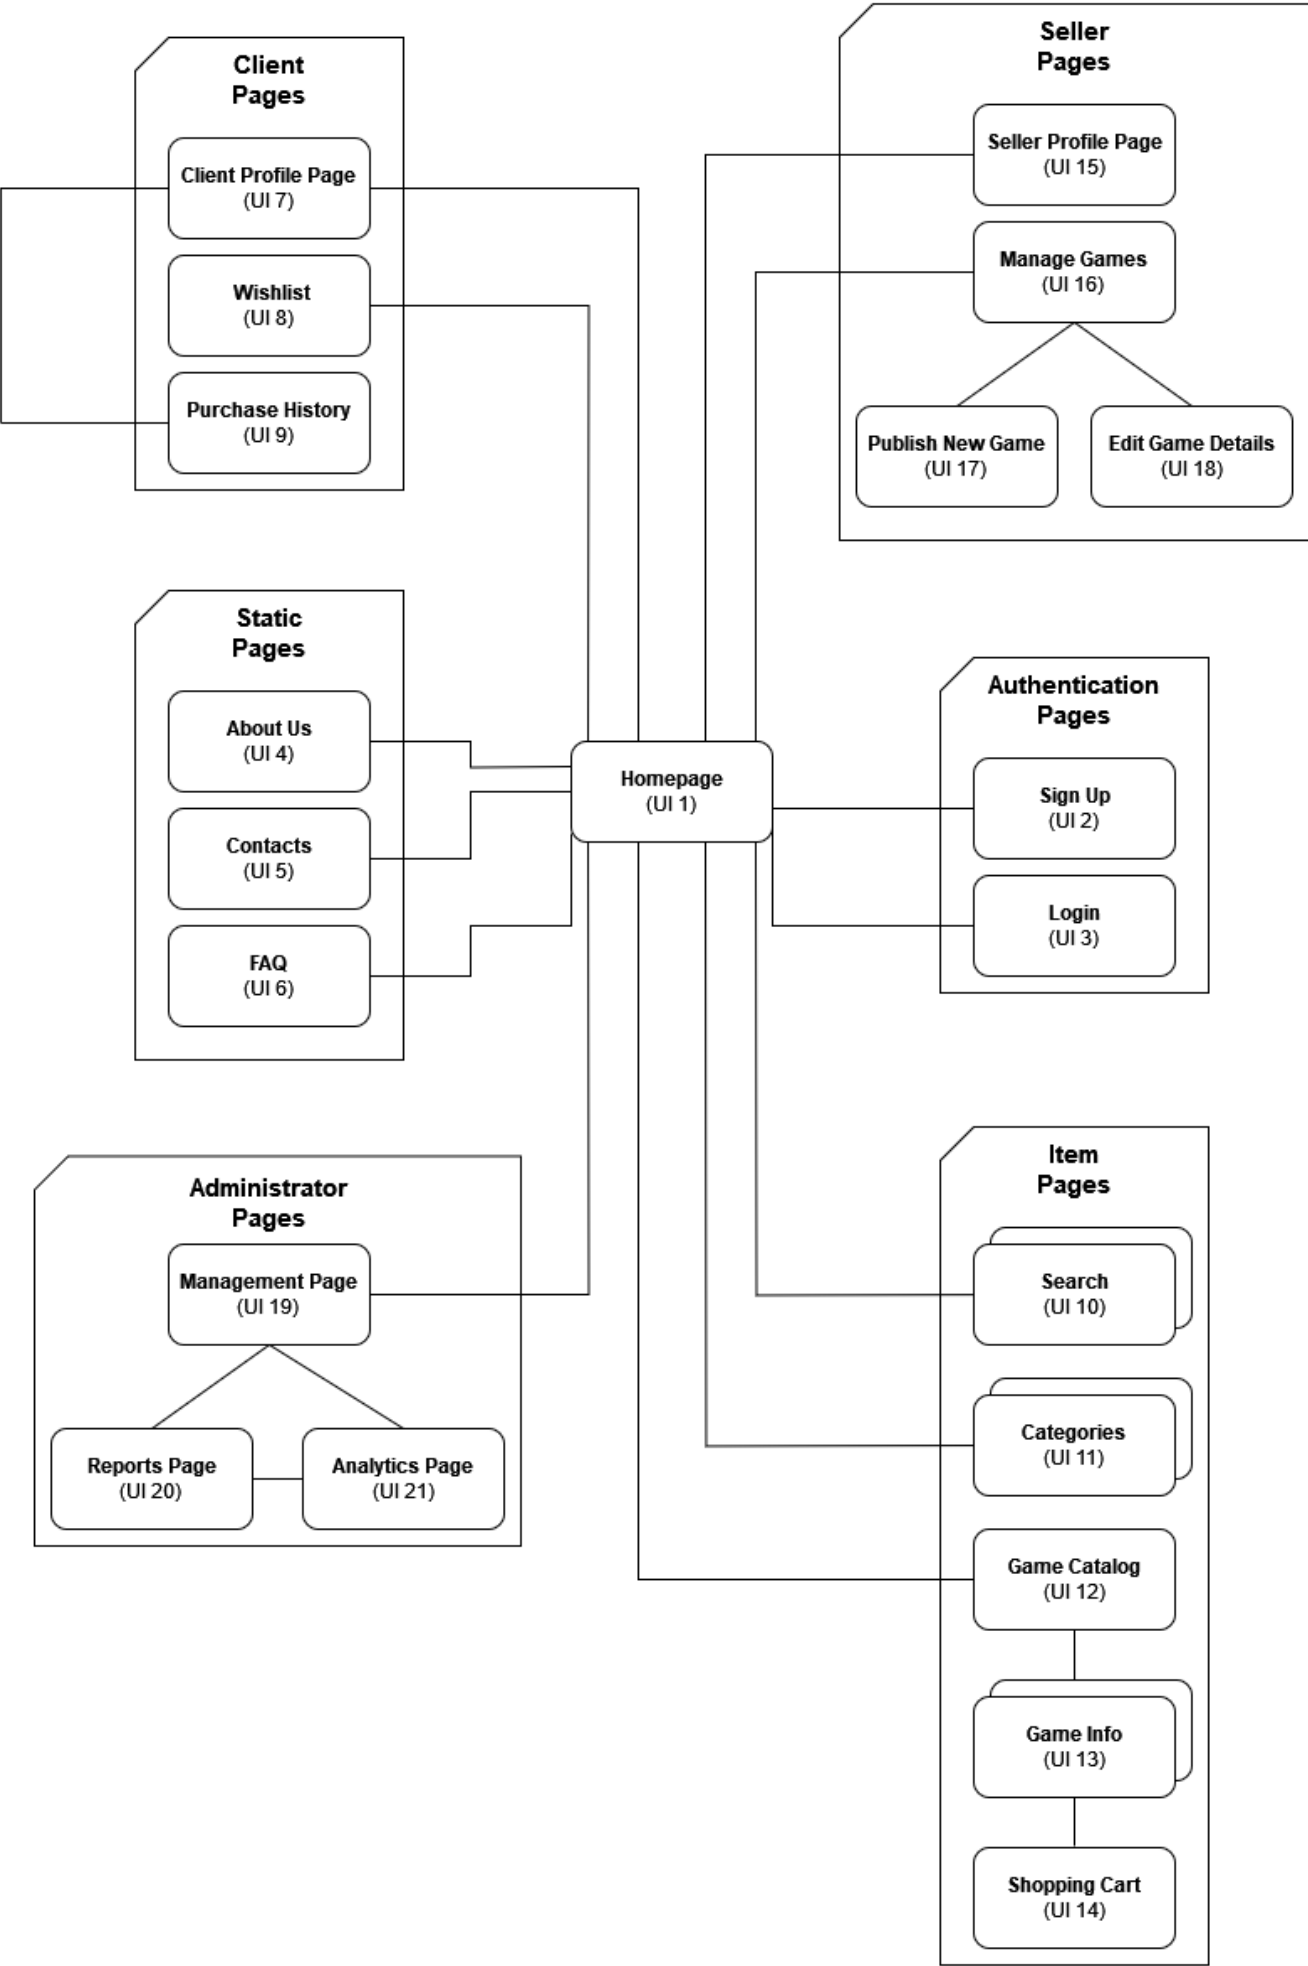 Client
Pages
Client Profile Page
(UI 7)
Wishlist
(UI 8)
Purchase History
(UI 9)
Seller
Pages
Seller Profile Page
(UI 15)
Manage Games
(UI 16)
Publish New Game
(UI 17)
Edit Game Details
(UI 18)
Static
Pages
About Us
(UI 4)
Contacts
(UI 5)
FAQ
(UI 6)
Homepage
(UI 1)
Authentication
Pages
Sign Up
(UI 2)
Login
(UI 3)
Administrator
Pages
Management Page
(UI 19)
Reports Page
(UI 20)
Analytics Page
(UI 21)
Item
Pages
Search
(UI 10)
Categories
(UI 11)
Game Catalog
(UI 12)
Game Info
(UI 13)
Shopping Cart
(UI 14)